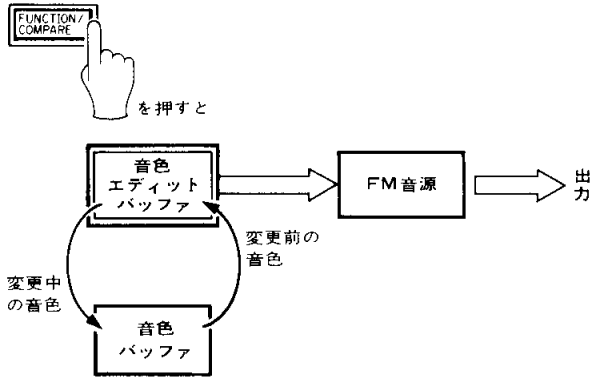 FUNCTION/
COMPARE
を押すと
音色
エディット
バッファ
FM音源
出
力
変更前の
音色
変更中
の音色
音色
バッファ